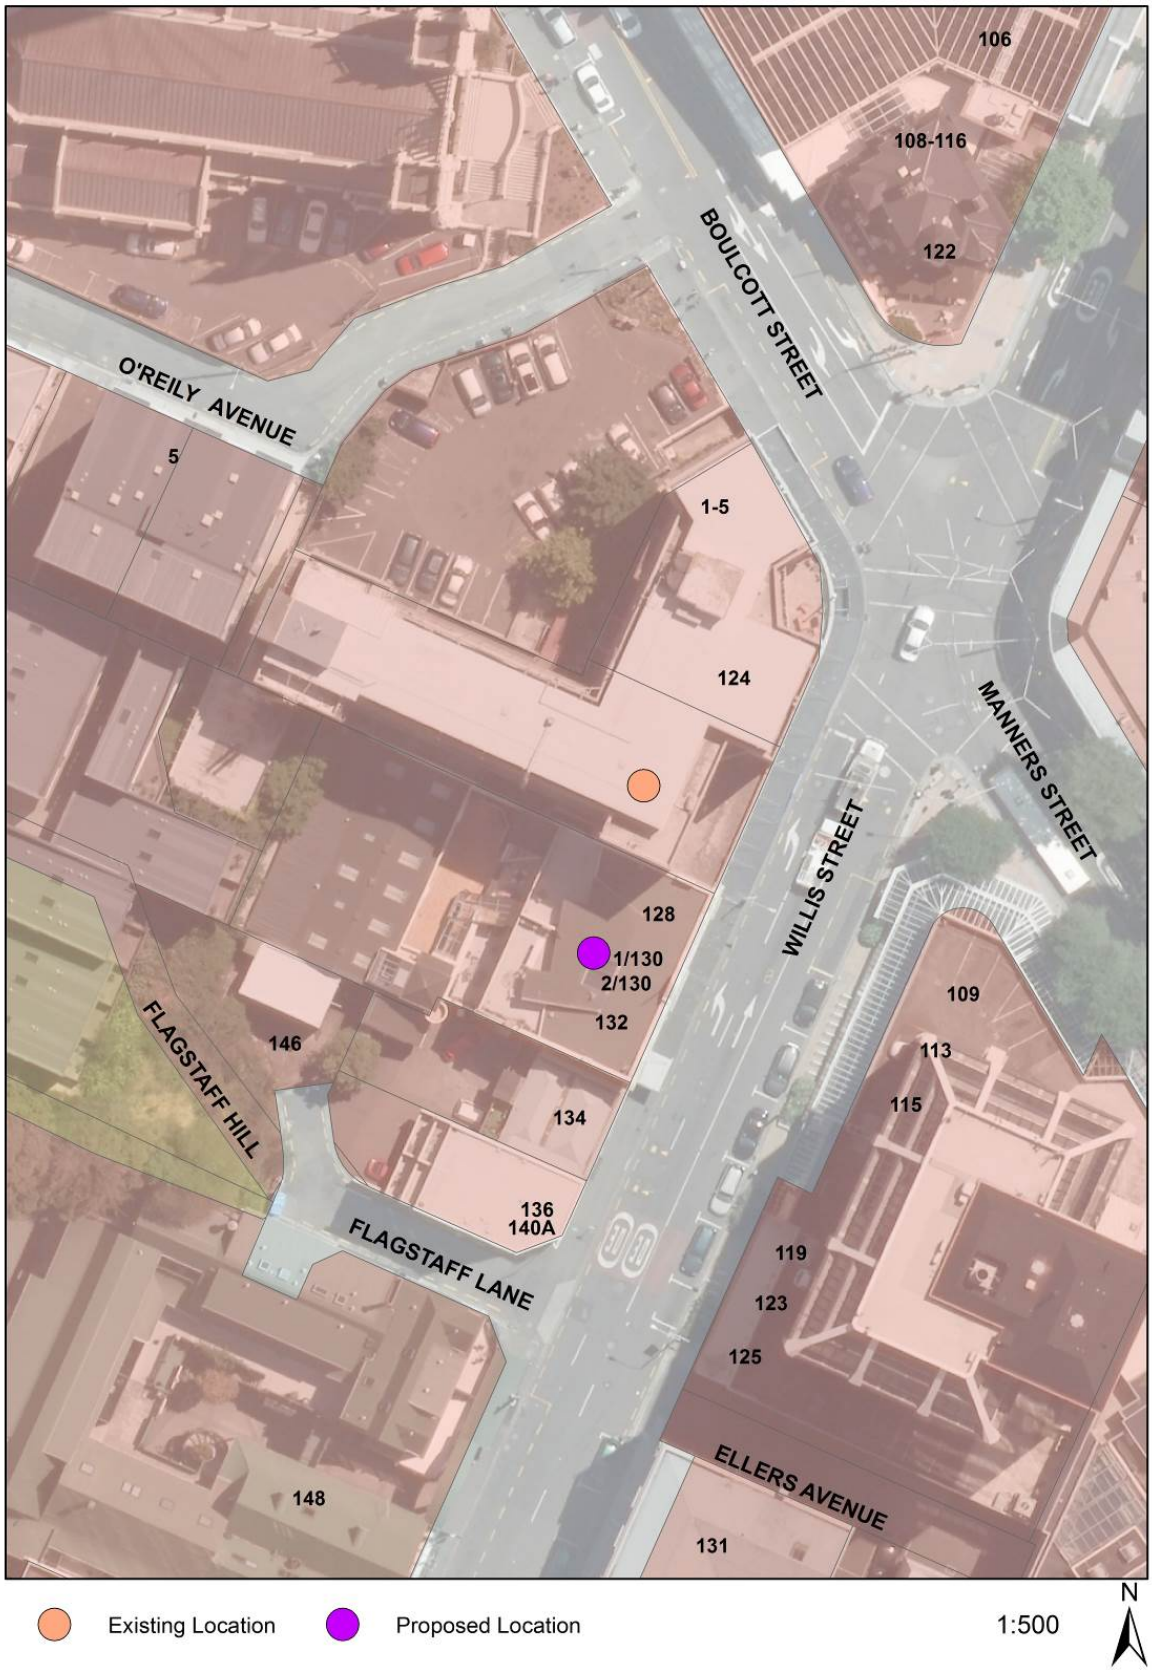 106
108-116
122
BOULCOTT STREET
O'REILY AVENUE
5
1-5
124
MANNERS STREET
WILLIS STREET
128
1/130
2/130
132
109
113
115
146
FLAGSTAFF HILL
134
136
140A
FLAGSTAFF LANE
119
123
125
ELLERS AVENUE
148
131
Existing Location
Proposed Location
1:500
N